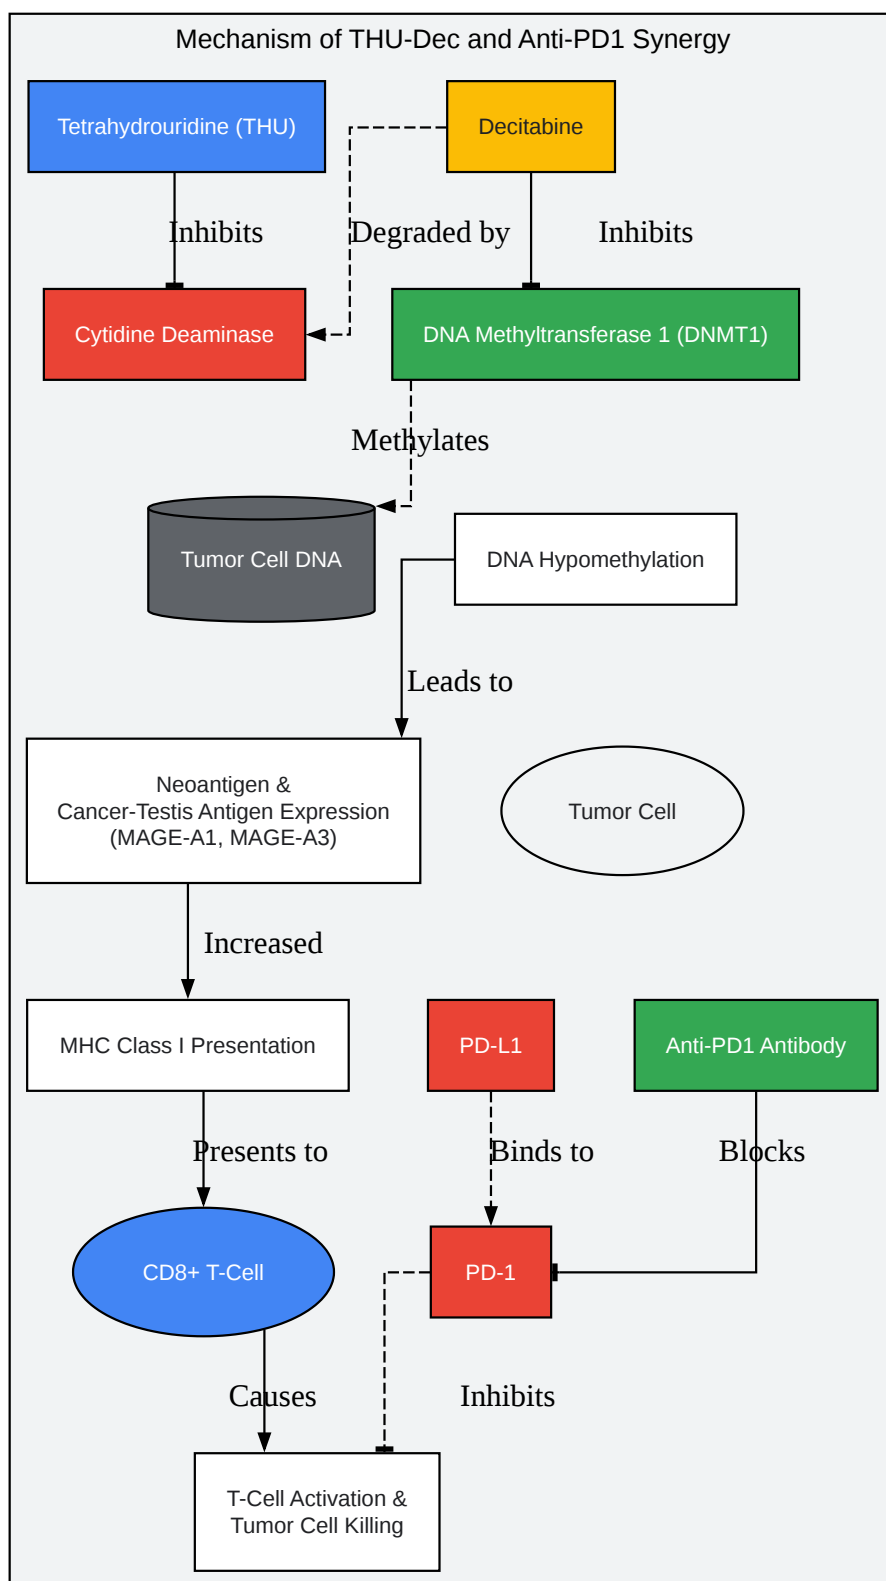 Mechanism of THU-Dec and Anti-PD1 Synergy
Tetrahydrouridine (THU)
Decitabine
Inhibits
Degraded by
Inhibits
Cytidine Deaminase
DNA Methyltransferase 1 (DNMT1)
Methylates
Tumor Cell DNA
DNA Hypomethylation
Leads to
Neoantigen &
Cancer-Testis Antigen Expression
(MAGE-A1, MAGE-A3)
Tumor Cell
Increased
MHC Class I Presentation
PD-L1
Anti-PD1 Antibody
Presents to
Binds to
Blocks
CD8+ T-Cell
PD-1
Causes
Inhibits
T-Cell Activation &
Tumor Cell Killing